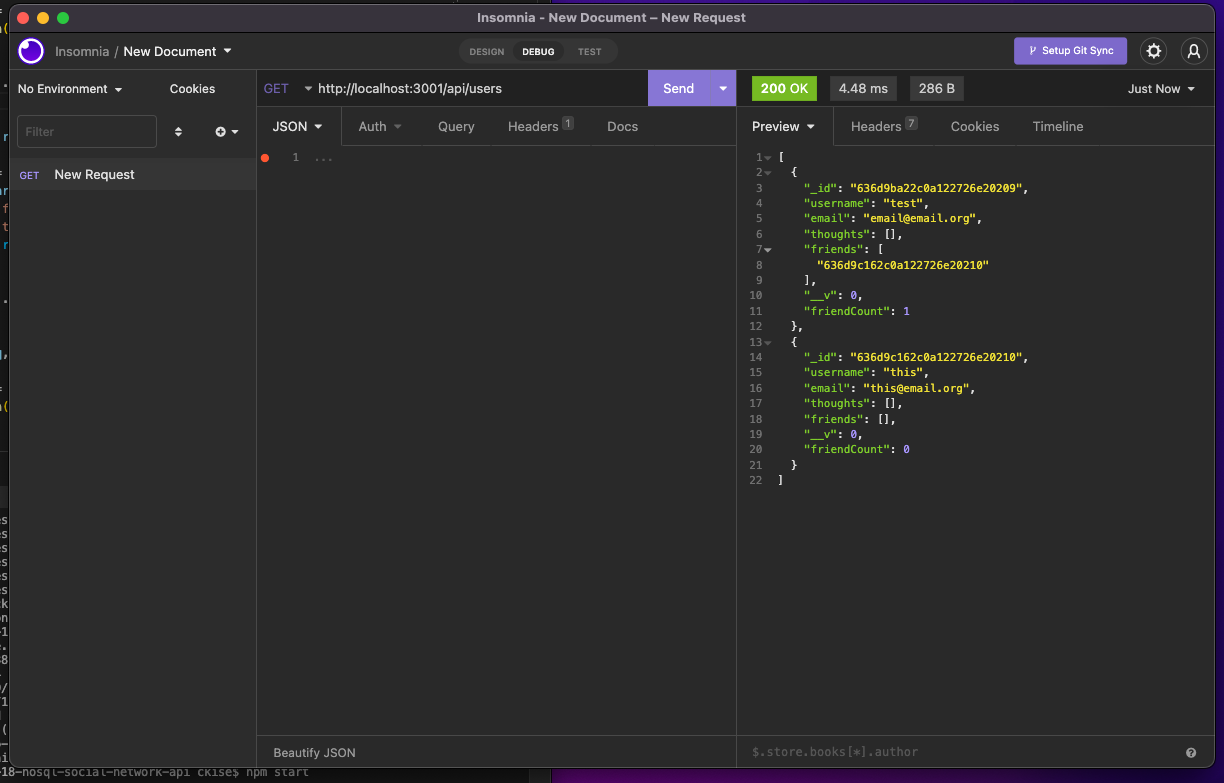 Insomnia - New Document – New Request
Insomnia / New Document
DESIGN DEBUG TEST
Setup Git Sync
No Environment Cookies
GET http://localhost:3001/api/users Send
200 OK 4.48 ms 286 B Just Now
Filter
JSON Auth Query Headers 1 Docs
Preview Headers 7 Cookies Timeline
GET New Request
1 ...
1 [
2 {
3 "_id": "636d9ba22c0a122726e20209",
4 "username": "test",
5 "email": "email@email.org",
6 "thoughts": [],
7 "friends": [
8 "636d9c162c0a122726e20210"
9 ],
10 "__v": 0,
11 "friendCount": 1
12 },
13 {
14 "_id": "636d9c162c0a122726e20210",
15 "username": "this",
16 "email": "this@email.org",
17 "thoughts": [],
18 "friends": [],
19 "__v": 0,
20 "friendCount": 0
21 }
22 ]
Beautify JSON
$.store.books[*].author
-18-nosql-social-network-api ckise$ npm start